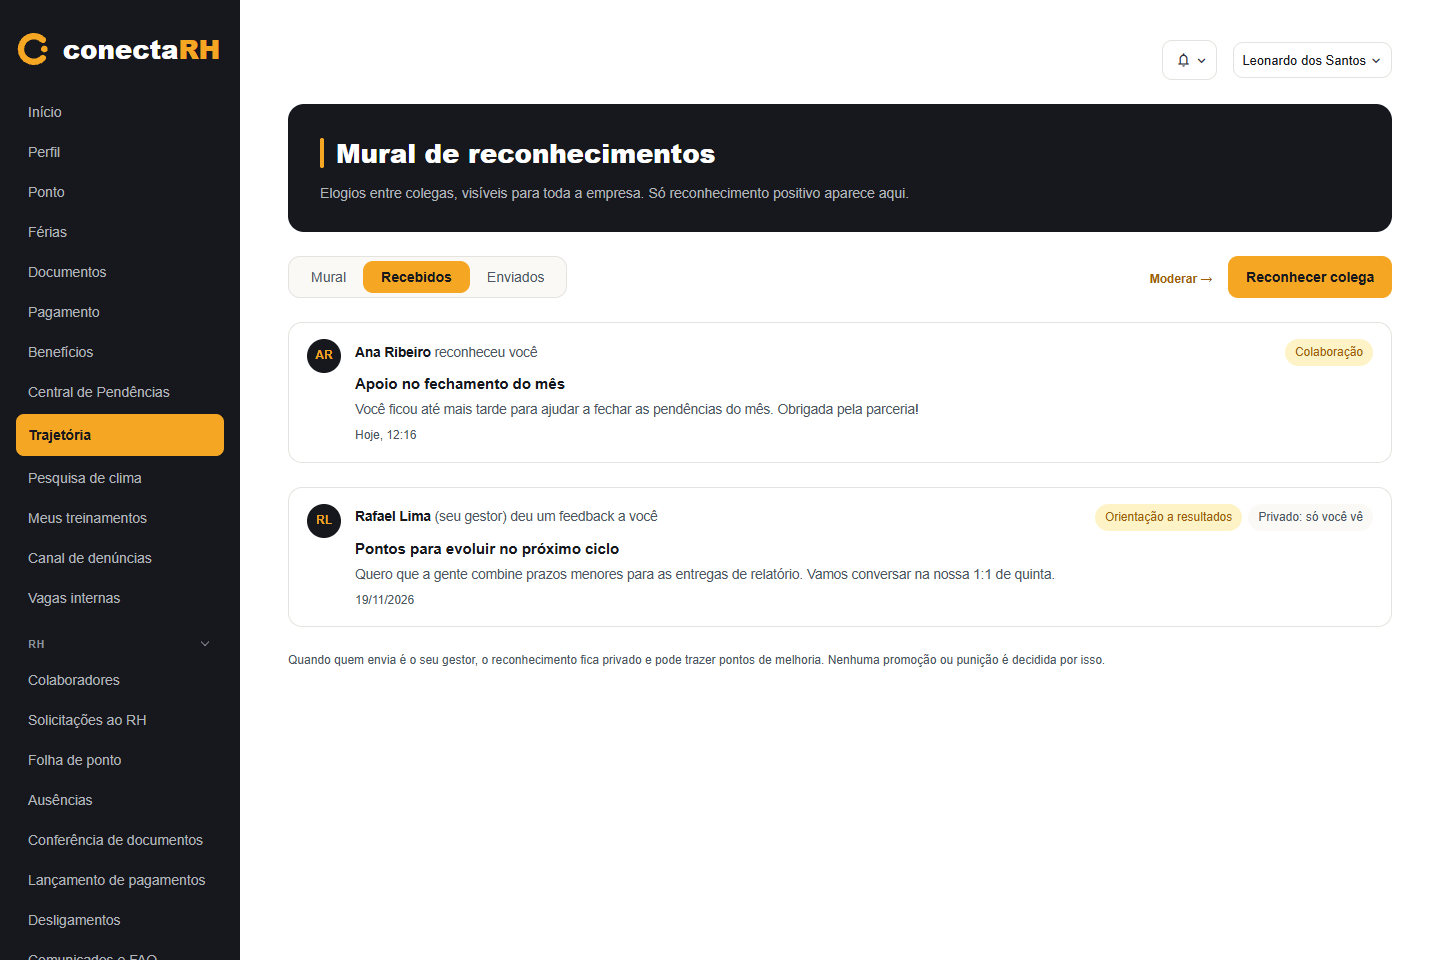 conectaRH
Início
Perfil
Ponto
Férias
Documentos
Pagamento
Benefícios
Central de Pendências
Trajetória
Pesquisa de clima
Meus treinamentos
Canal de denúncias
Vagas internas
RH
Colaboradores
Solicitações ao RH
Folha de ponto
Ausências
Conferência de documentos
Lançamento de pagamentos
Desligamentos
Comunicados e FAQ
Leonardo dos Santos
Mural de reconhecimentos
Elogios entre colegas, visíveis para toda a empresa. Só reconhecimento positivo aparece aqui.
Mural Recebidos Enviados
Moderar →
Reconhecer colega
AR
Ana Ribeiro reconheceu você
Colaboração
Apoio no fechamento do mês
Você ficou até mais tarde para ajudar a fechar as pendências do mês. Obrigada pela parceria!
Hoje, 12:16
RL
Rafael Lima (seu gestor) deu um feedback a você
Orientação a resultados
Privado: só você vê
Pontos para evoluir no próximo ciclo
Quero que a gente combine prazos menores para as entregas de relatório. Vamos conversar na nossa 1:1 de quinta.
19/11/2026
Quando quem envia é o seu gestor, o reconhecimento fica privado e pode trazer pontos de melhoria. Nenhuma promoção ou punição é decidida por isso.